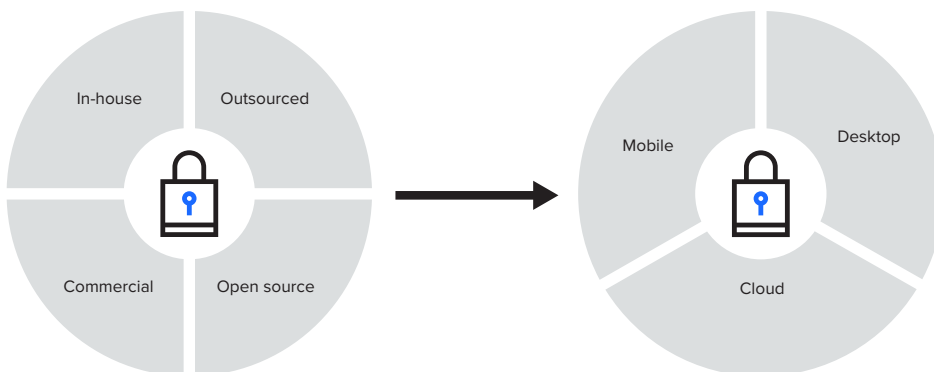 In-house
Outsourced
Commercial
Open source
Mobile
Desktop
Cloud